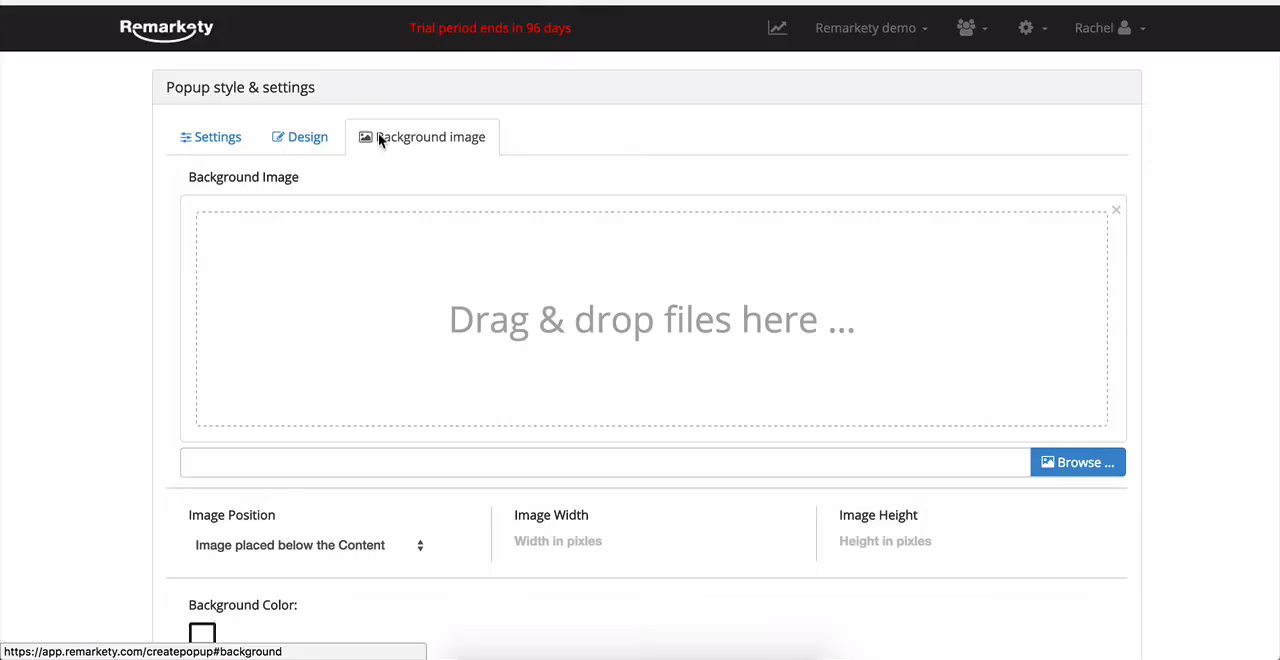 Remarkety
Trial period ends in 96 days
Remarkety demo
Rachel
Popup style & settings
Settings
Design
Background image
Background Image
Drag & drop files here ...
Browse ...
Image Position
Image Width
Image Height
Image placed below the Content
Width in pixles
Height in pixles
Background Color:
https://app.remarkety.com/createpopup#background